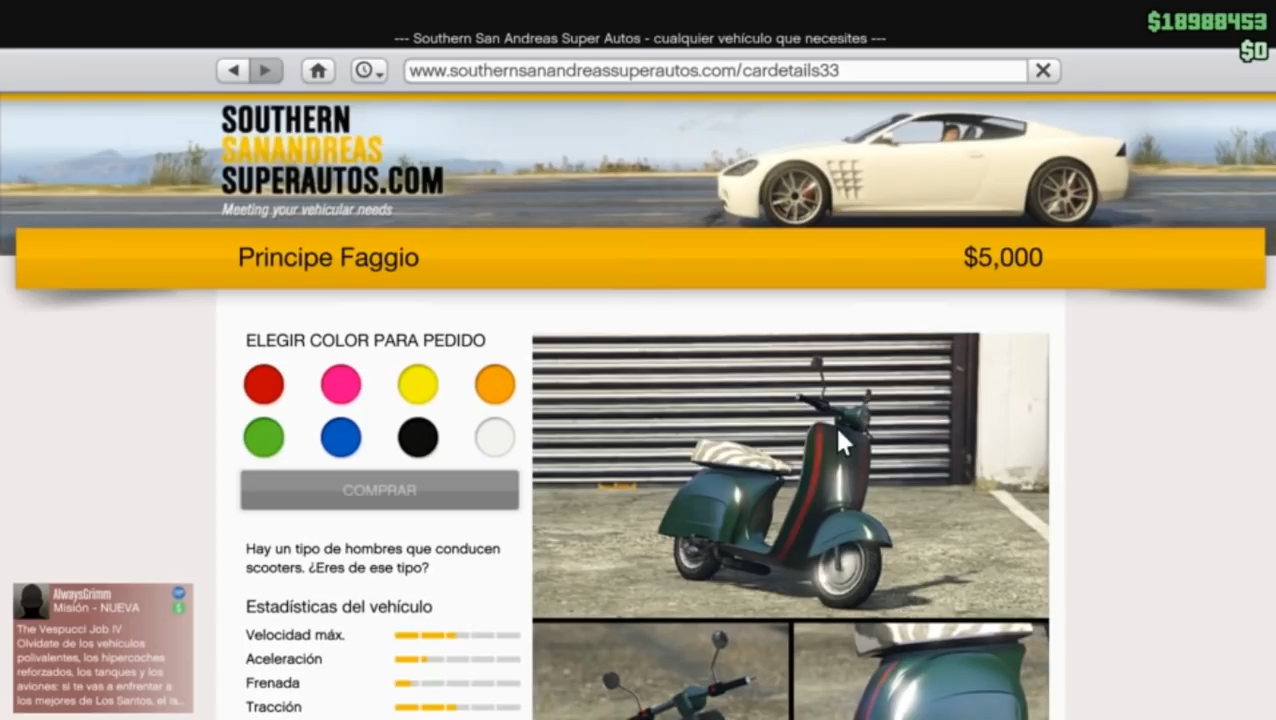 $18988453
--- Southern San Andreas Super Autos - cualquier vehículo que necesites ---
$0
www.southernsanandreassuperautos.com/cardetails33
SOUTHERN
SANANDREAS
SUPERAUTOS.COM
Meeting your vehicular needs
Principe Faggio
$5,000
ELEGIR COLOR PARA PEDIDO
COMPRAR
Hay un tipo de hombres que conducen
scooters. ¿Eres de ese tipo?
Estadísticas del vehículo
Velocidad máx.
Aceleración
Frenada
Tracción
AlwaysGrimm
Misión - NUEVA
The Vespucci Job IV
Olvídate de los vehículos
polivalentes, los hipercoches
reforzados, los tanques y los
aviones: si te vas a enfrentar a
los mejores de Los Santos, el la...